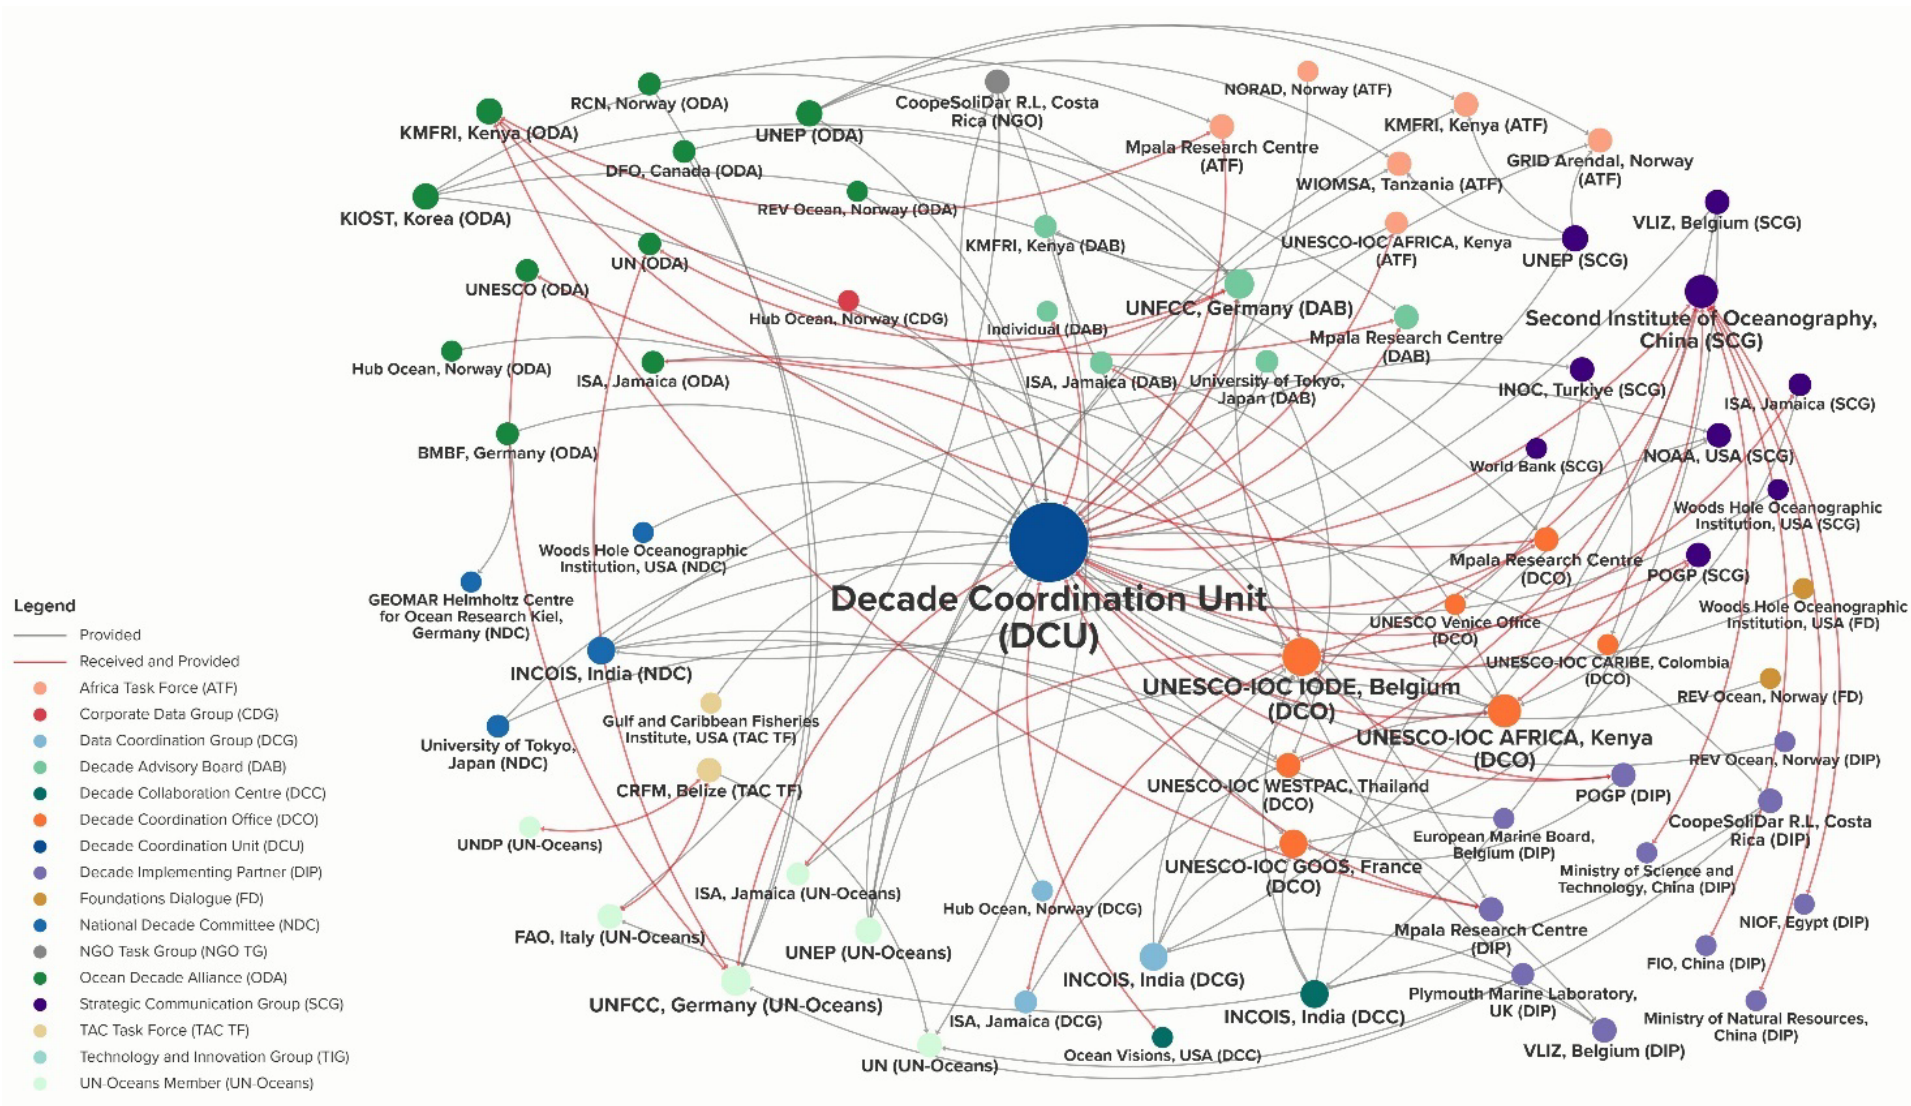 NORAD, Norway (ATF)
RCN, Norway (ODA)
CoopeSoliDar R.L, Costa
Rica (NGO)
KMFRI, Kenya (ODA)
UNEP (ODA)
KMFRI, Kenya (ATF)
Mpala Research Centre
(ATF)
GRID Arendal, Norway
(ATF)
DFO, Canada (ODA)
WIOMSA, Tanzania (ATF)
REV Ocean, Norway (ODA)
KIOST, Korea (ODA)
VLIZ, Belgium (SCG)
KMFRI, Kenya (DAB)
UNESCO-IOC AFRICA, Kenya
(ATF)
UNEP (SCG)
UN (ODA)
UNESCO (ODA)
UNFCC, Germany (DAB)
Hub Ocean, Norway (CDG)
Individual (DAB)
Second Institute of Oceanography,
China (SCG)
Mpala Research Centre
(DAB)
Hub Ocean, Norway (ODA)
ISA, Jamaica (ODA)
ISA, Jamaica (DAB)
University of Tokyo,
Japan (DAB)
INOC, Turkiye (SCG)
ISA, Jamaica (SCG)
BMBF, Germany (ODA)
World Bank (SCG)
NOAA, USA (SCG)
Woods Hole Oceanographic
Institution, USA (SCG)
Woods Hole Oceanographic
Institution, USA (NDC)
Mpala Research Centre
(DCO)
POGP (SCG)
GEOMAR Helmholtz Centre
for Ocean Research Kiel,
Germany (NDC)
Decade Coordination Unit
(DCU)
Woods Hole Oceanographic
Institution, USA (FD)
UNESCO Venice Office
(DCO)
UNESCO-IOC CARIBE, Colombia
(DCO)
INCOIS, India (NDC)
UNESCO-IOC IODE, Belgium
(DCO)
REV Ocean, Norway (FD)
Gulf and Caribbean Fisheries
Institute, USA (TAC TF)
UNESCO-IOC AFRICA, Kenya
(DCO)
University of Tokyo,
Japan (NDC)
REV Ocean, Norway (DIP)
CRFM, Belize (TAC TF)
UNESCO-IOC WESTPAC, Thailand
(DCO)
POGP (DIP)
CoopeSoliDar R.L, Costa
Rica (DIP)
UNDP (UN-Oceans)
European Marine Board,
Belgium (DIP)
UNESCO-IOC GOOS, France
(DCO)
Ministry of Science and
Technology, China (DIP)
ISA, Jamaica (UN-Oceans)
Hub Ocean, Norway (DCG)
NIOF, Egypt (DIP)
FAO, Italy (UN-Oceans)
Mpala Research Centre
(DIP)
UNEP (UN-Oceans)
FIO, China (DIP)
INCOIS, India (DCG)
UNFCC, Germany (UN-Oceans)
Plymouth Marine Laboratory,
UK (DIP)
ISA, Jamaica (DCG)
INCOIS, India (DCC)
Ministry of Natural Resources,
China (DIP)
VLIZ, Belgium (DIP)
Ocean Visions, USA (DCC)
UN (UN-Oceans)
Legend
Provided
Received and Provided
Africa Task Force (ATF)
Corporate Data Group (CDG)
Data Coordination Group (DCG)
Decade Advisory Board (DAB)
Decade Collaboration Centre (DCC)
Decade Coordination Office (DCO)
Decade Coordination Unit (DCU)
Decade Implementing Partner (DIP)
Foundations Dialogue (FD)
National Decade Committee (NDC)
NGO Task Group (NGO TG)
Ocean Decade Alliance (ODA)
Strategic Communication Group (SCG)
TAC Task Force (TAC TF)
Technology and Innovation Group (TIG)
UN-Oceans Member (UN-Oceans)